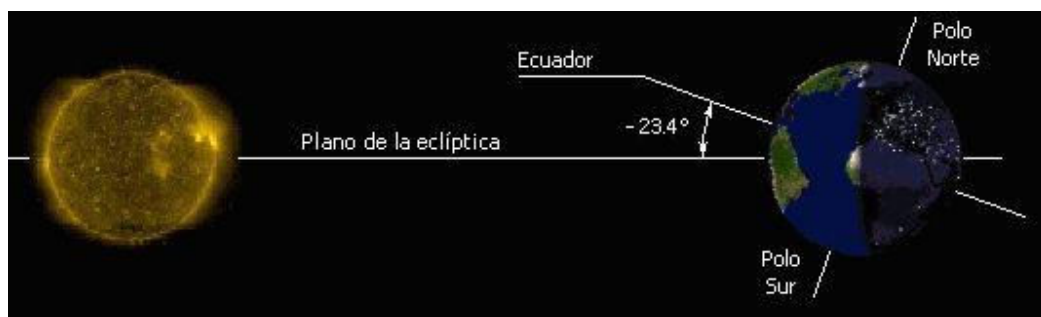 Polo
Norte
Ecuador
-23.4°
Plano de la eclíptica
Polo
Sur